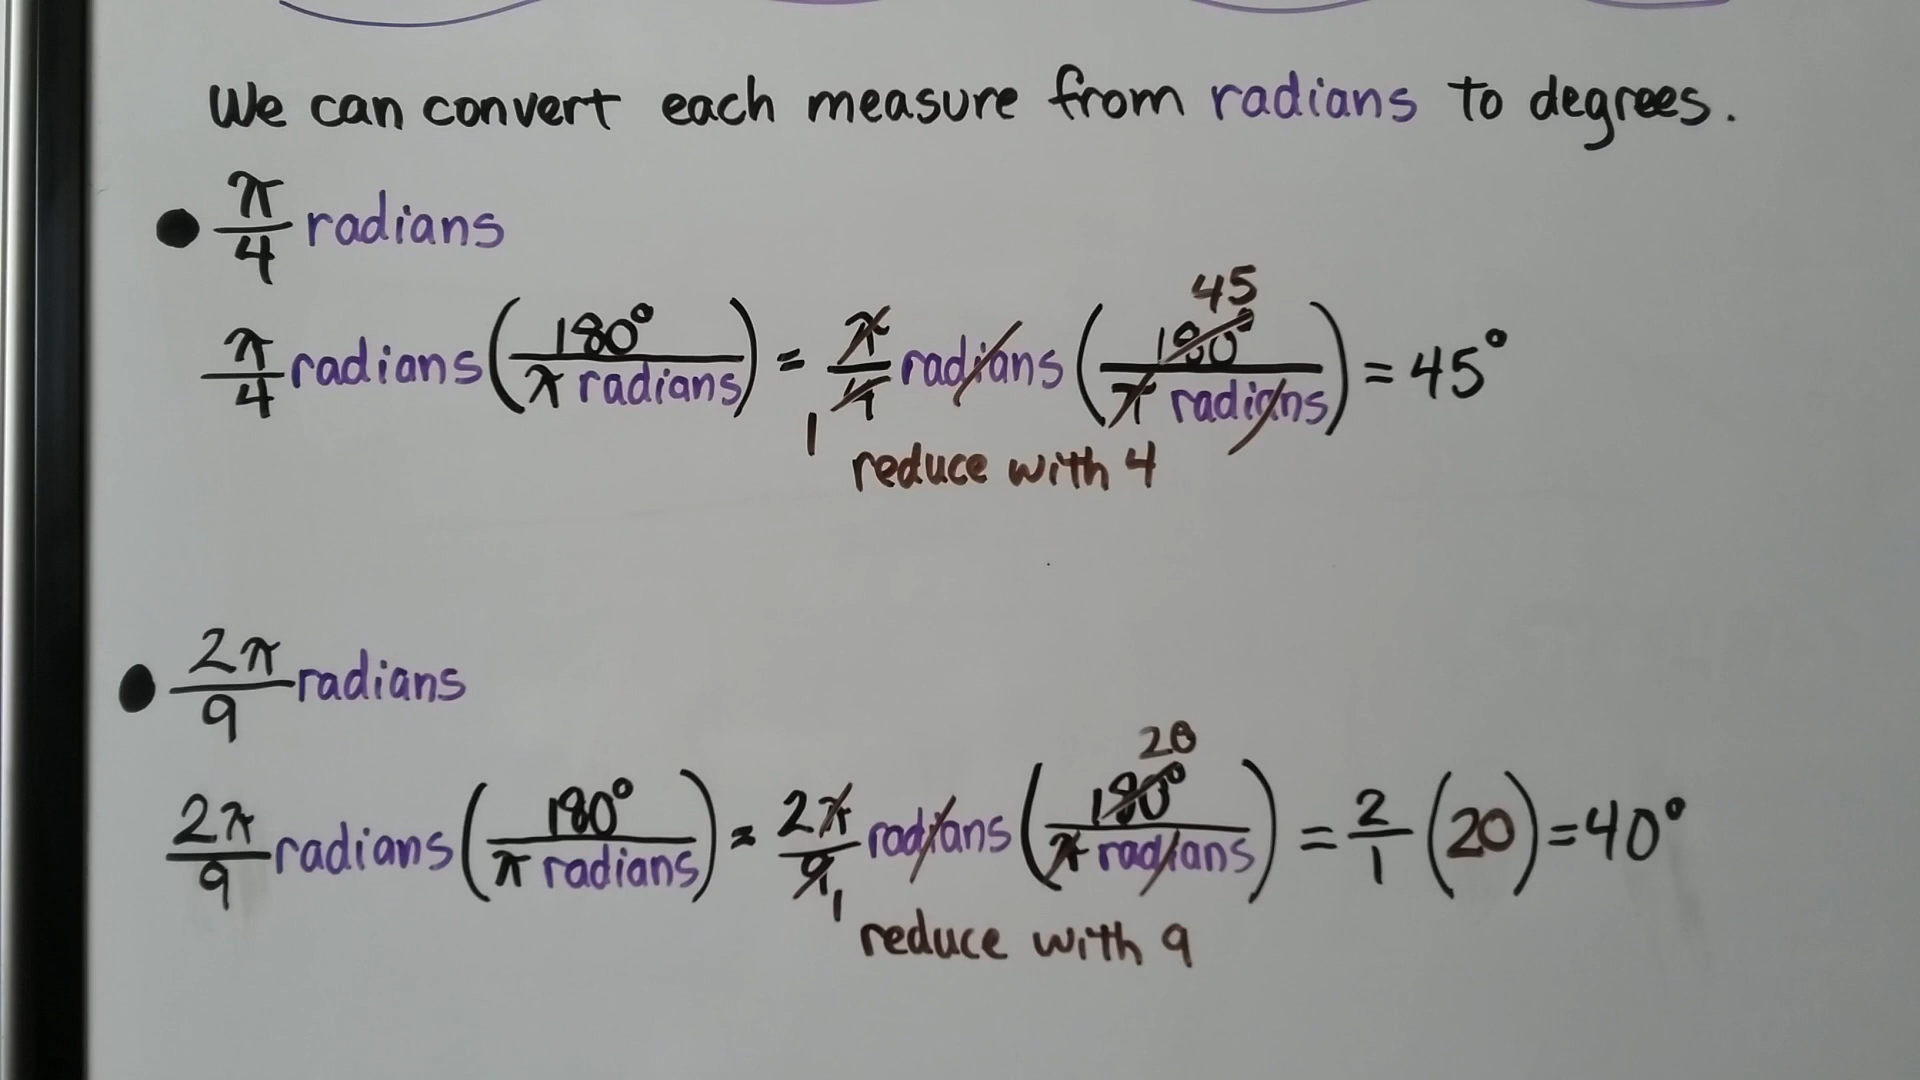 We can convert each measure from radians to degrees.
● π/4 radians
π/4 radians (180°/π radians) = π/4 radians (180°/π radians) = 45°
45
1
reduce with 4
● 2π/9 radians
2π/9 radians (180°/π radians) = 2π/9 radians (180°/π radians) = 2/1 (20) = 40°
20
1
reduce with 9